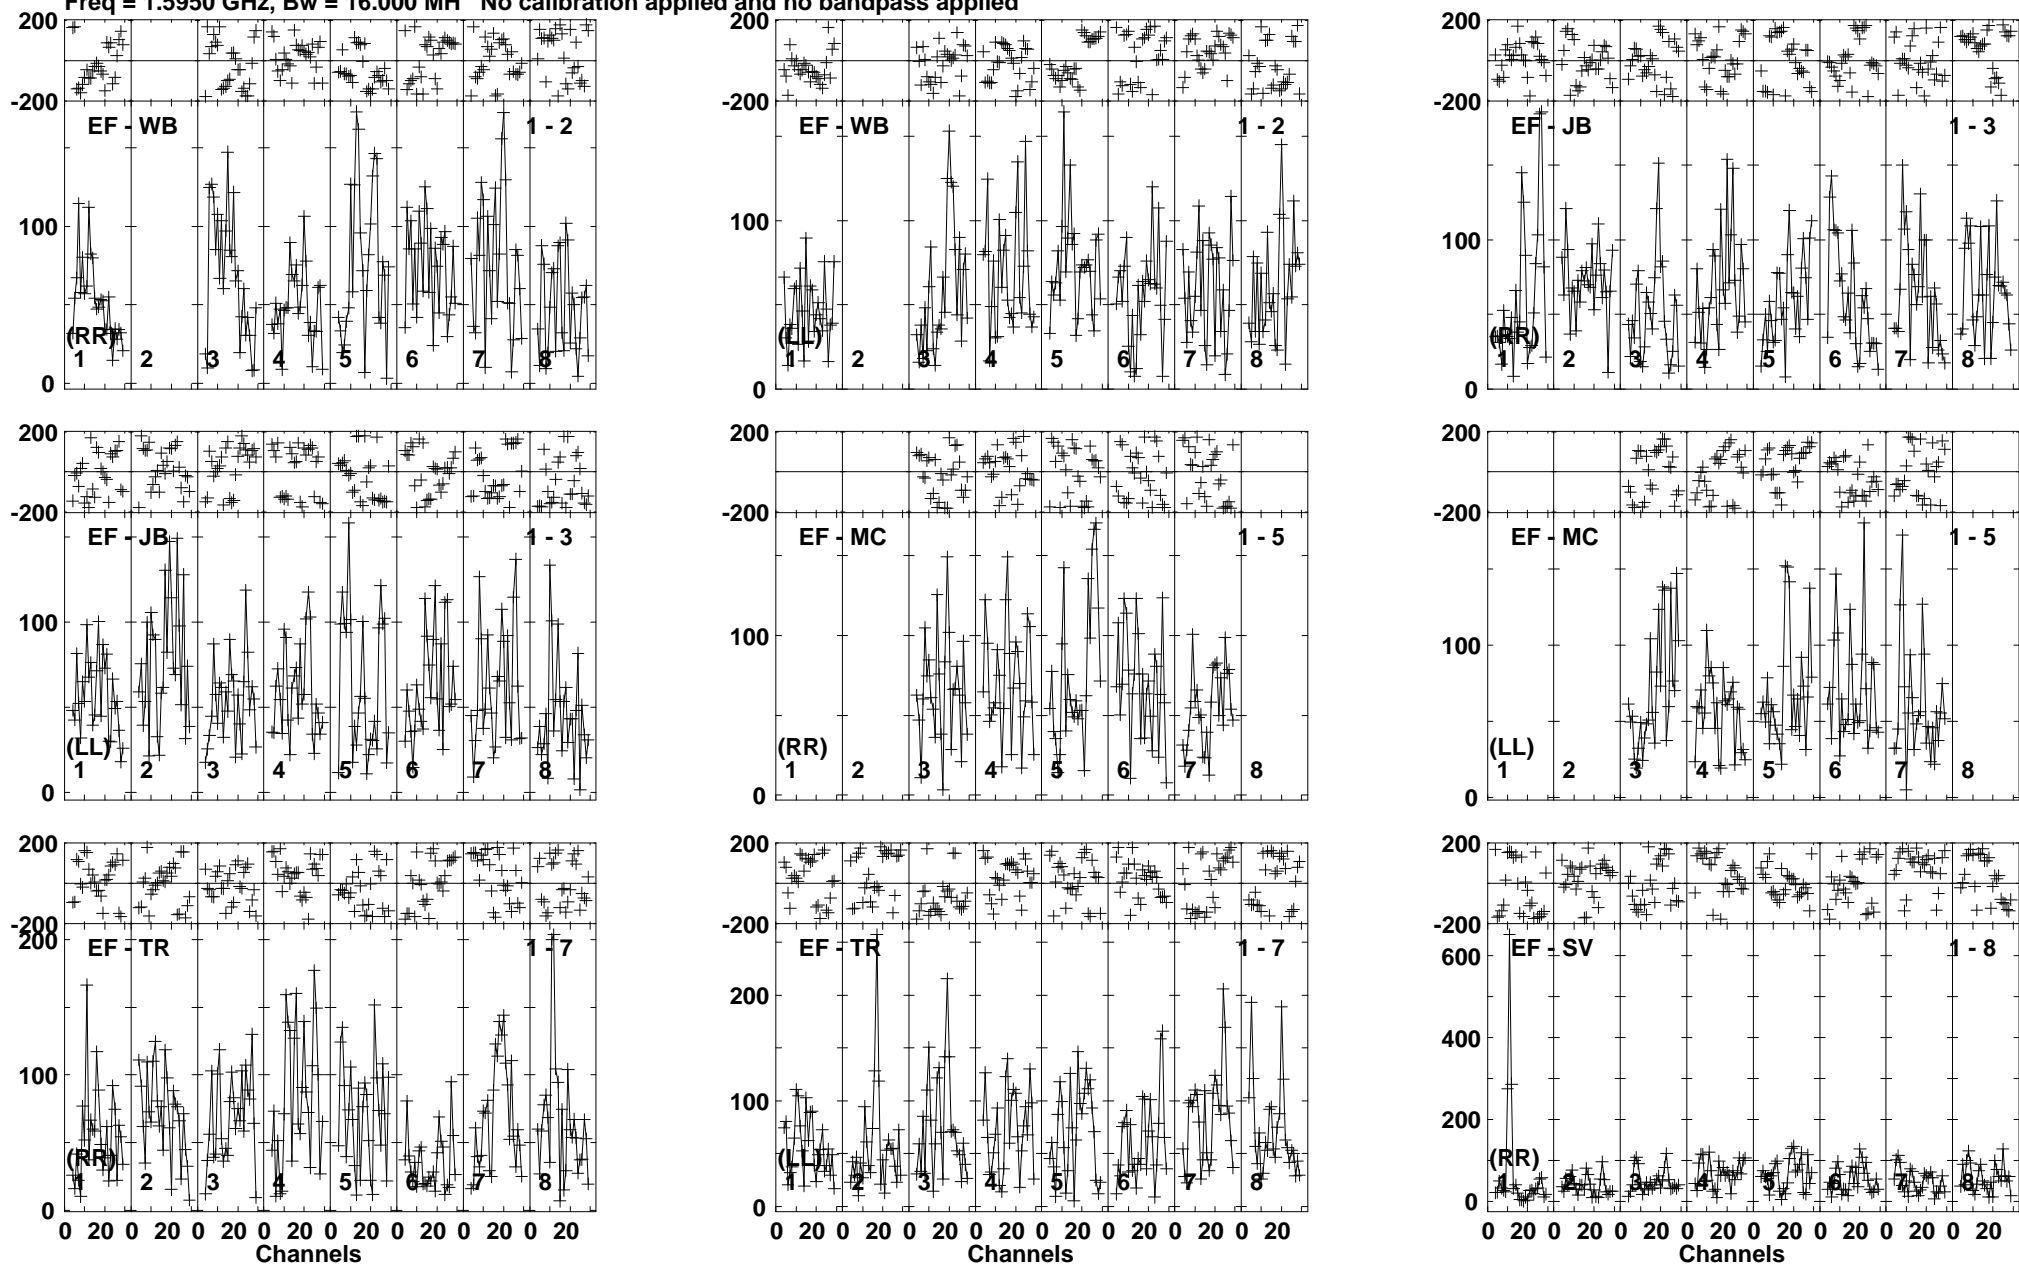 Freq = 1.5950 GHz, Bw = 16.000 MH No calibration applied and no bandpass applied
200
-200
EF - WB 1 - 2
100
0
(RR)
1 2 3 4 5 6 7 8
200
-200
EF - WB 1 - 2
100
0
(LL)
1 2 3 4 5 6 7 8
200
-200
EF - JB 1 - 3
100
0
(RR)
1 2 3 4 5 6 7 8
200
-200
EF - JB 1 - 3
100
0
(LL)
1 2 3 4 5 6 7 8
200
-200
EF - MC 1 - 5
100
0
(RR)
1 2 3 4 5 6 7 8
200
-200
EF - MC 1 - 5
100
0
(LL)
1 2 3 4 5 6 7 8
200
-200
200
EF - TR 1 - 7
100
0
(RR)
1 2 3 4 5 6 7 8
0 20 0 20 0 20 0 20 0 20 0 20 0 20 0 20
Channels
200
-200
EF - TR 1 - 7
200
100
0
(LL)
1 2 3 4 5 6 7 8
0 20 0 20 0 20 0 20 0 20 0 20 0 20 0 20
Channels
200
-200
EF - SV 1 - 8
600
400
200
0
(RR)
1 2 3 4 5 6 7 8
0 20 0 20 0 20 0 20 0 20 0 20 0 20 0 20
Channels